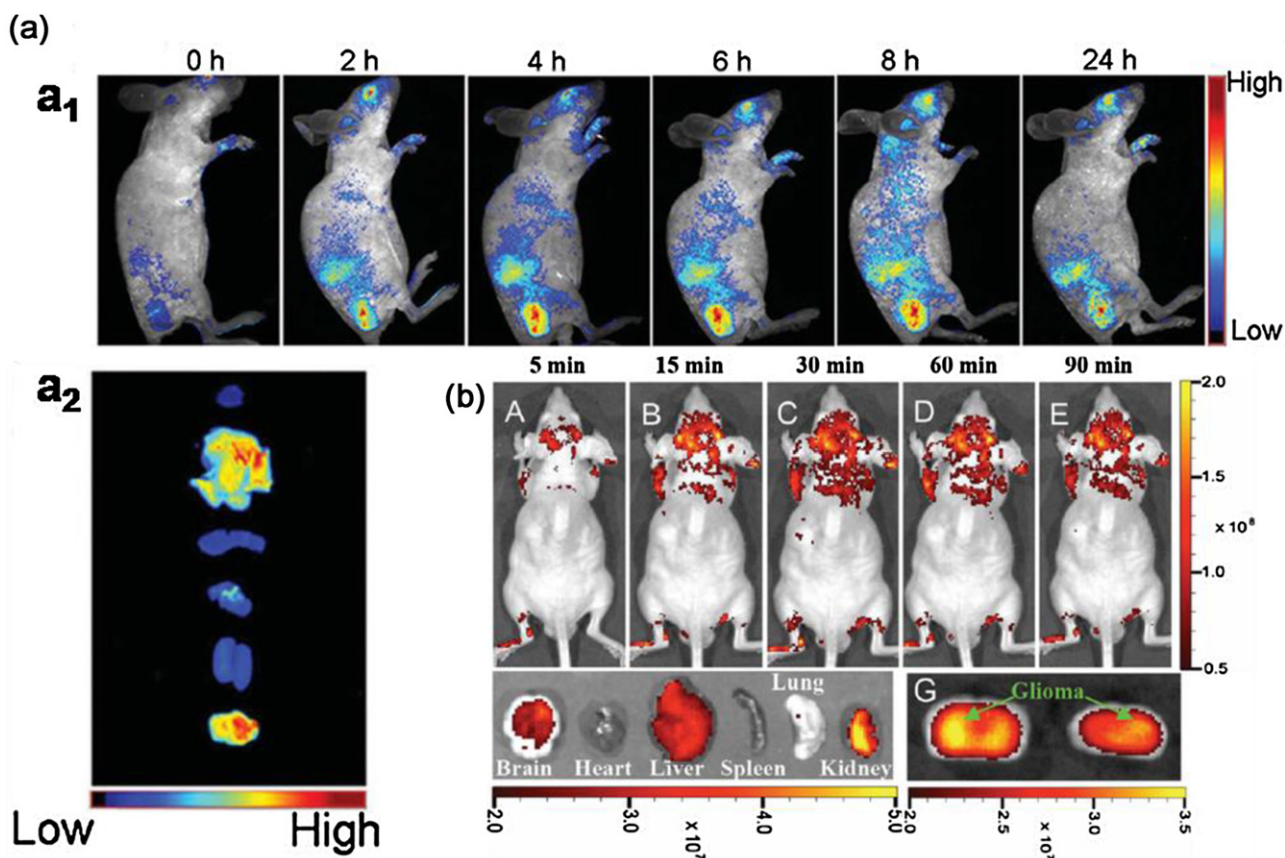 (a)
0 h 2 h 4 h 6 h 8 h 24 h
a1
High
Low
a2
Low High
(b)
5 min 15 min 30 min 60 min 90 min
A B C D E
2.0
1.5
× 10⁸
1.0
0.5
Lung
Brain Heart Liver Spleen Kidney
G Glioma
2.0 3.0 × 10⁷ 4.0 5.0
2.0 2.5 × 10⁷ 3.0 3.5